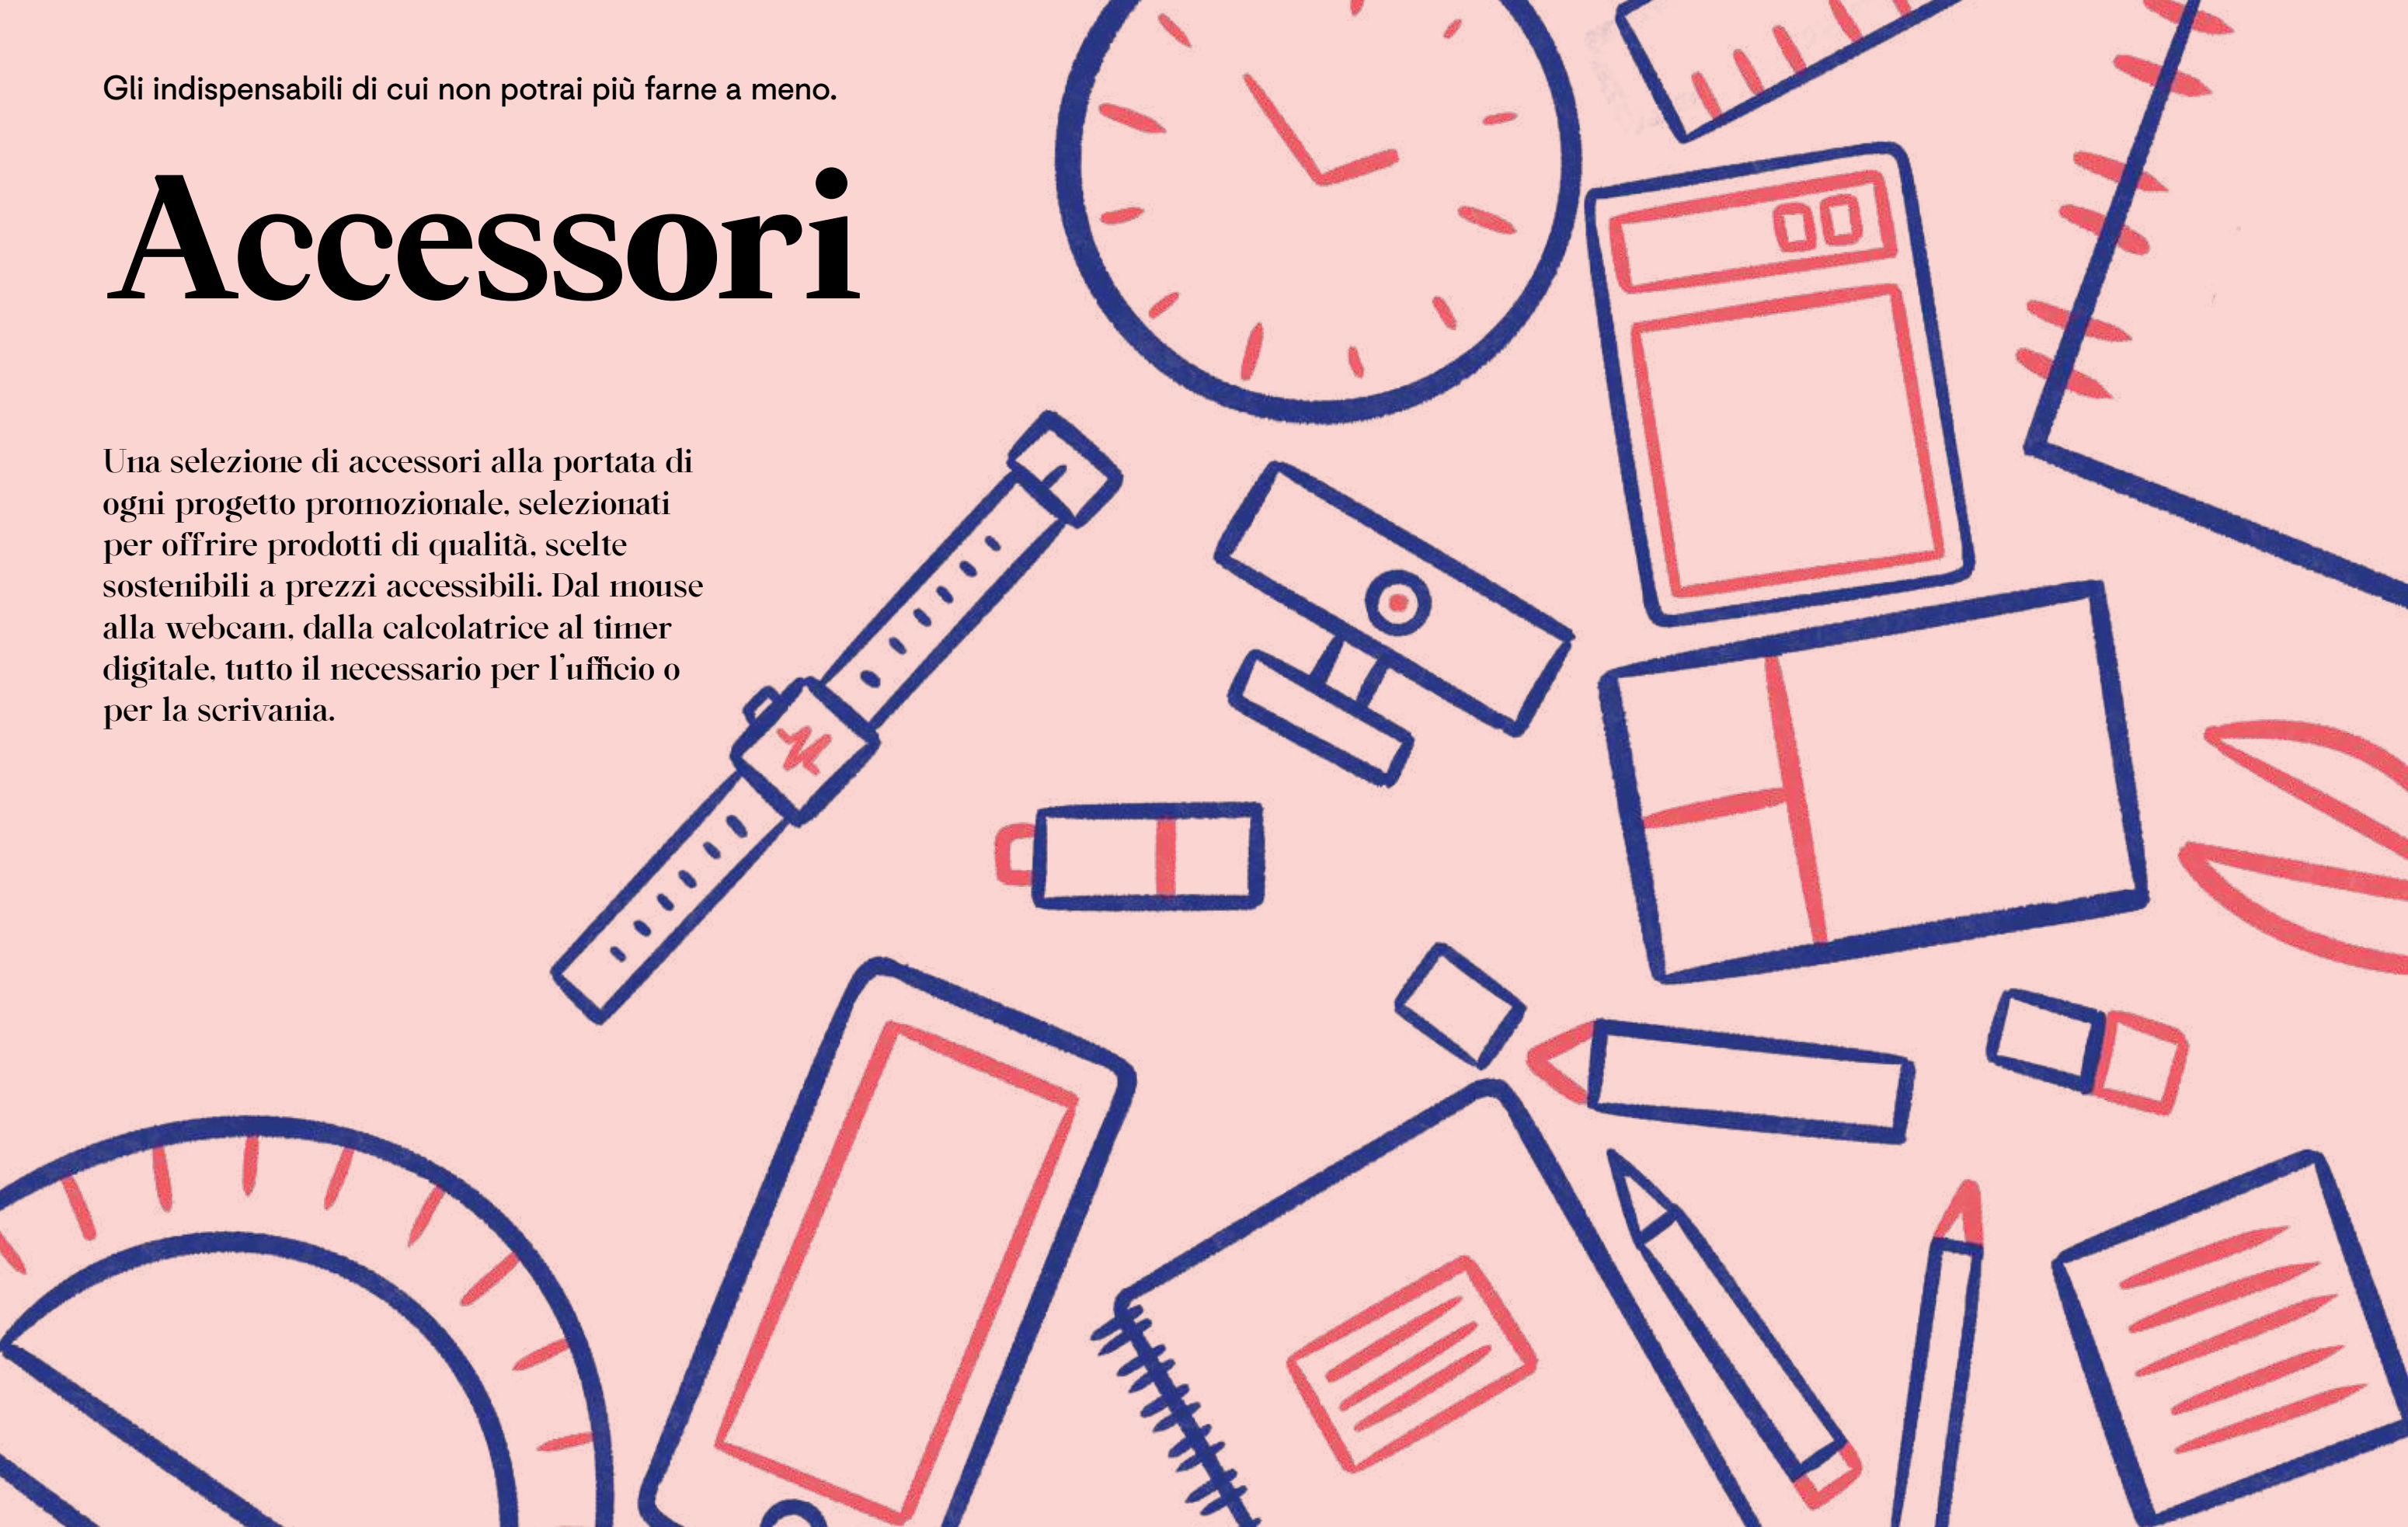 Gli indispensabili di cui non potrai più farne a meno.
Accessori
Una selezione di accessori alla portata di
ogni progetto promozionale, selezionati
per offrire prodotti di qualità, scelte
sostenibili a prezzi accessibili. Dal mouse
alla webcam, dalla calcolatrice al timer
digitale, tutto il necessario per l'ufficio o
per la scrivania.
00